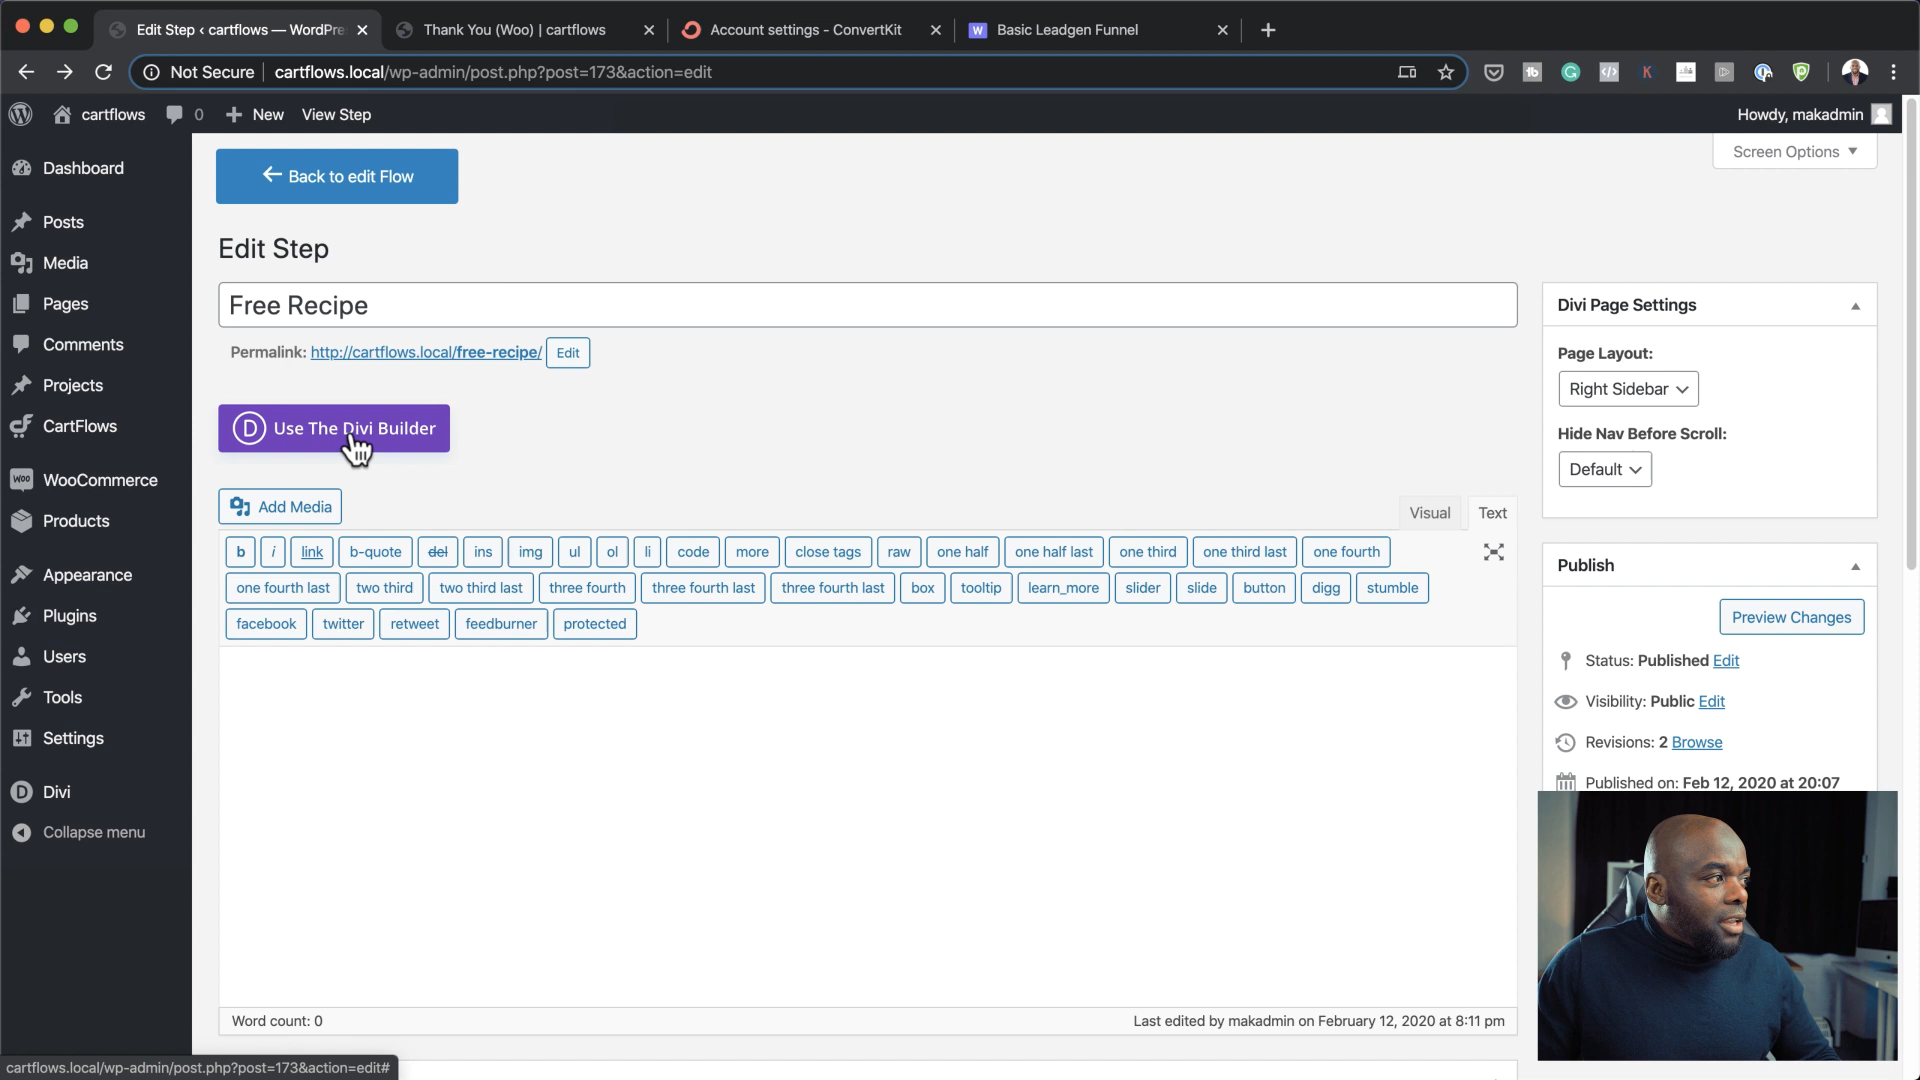 Edit Step ‹ cartflows — WordPre
Thank You (Woo) | cartflows
Account settings - ConvertKit
W Basic Leadgen Funnel
Not Secure | cartflows.local/wp-admin/post.php?post=173&action=edit
cartflows
0
New
View Step
Howdy, makadmin
Screen Options
Dashboard
Posts
Media
Pages
Comments
Projects
CartFlows
WooCommerce
Products
Appearance
Plugins
Users
Tools
Settings
Divi
Collapse menu
Back to edit Flow
Edit Step
Free Recipe
Permalink: http://cartflows.local/free-recipe/ Edit
D Use The Divi Builder
Add Media
Visual Text
b i link b-quote del ins img ul ol li code more close tags raw one half one half last one third one third last one fourth
one fourth last two third two third last three fourth three fourth last three fourth last box tooltip learn_more slider slide button digg stumble
facebook twitter retweet feedburner protected
Word count: 0
Last edited by makadmin on February 12, 2020 at 8:11 pm
Divi Page Settings
Page Layout:
Right Sidebar
Hide Nav Before Scroll:
Default
Publish
Preview Changes
Status: Published Edit
Visibility: Public Edit
Revisions: 2 Browse
Published on: Feb 12, 2020 at 20:07
cartflows.local/wp-admin/post.php?post=173&action=edit#